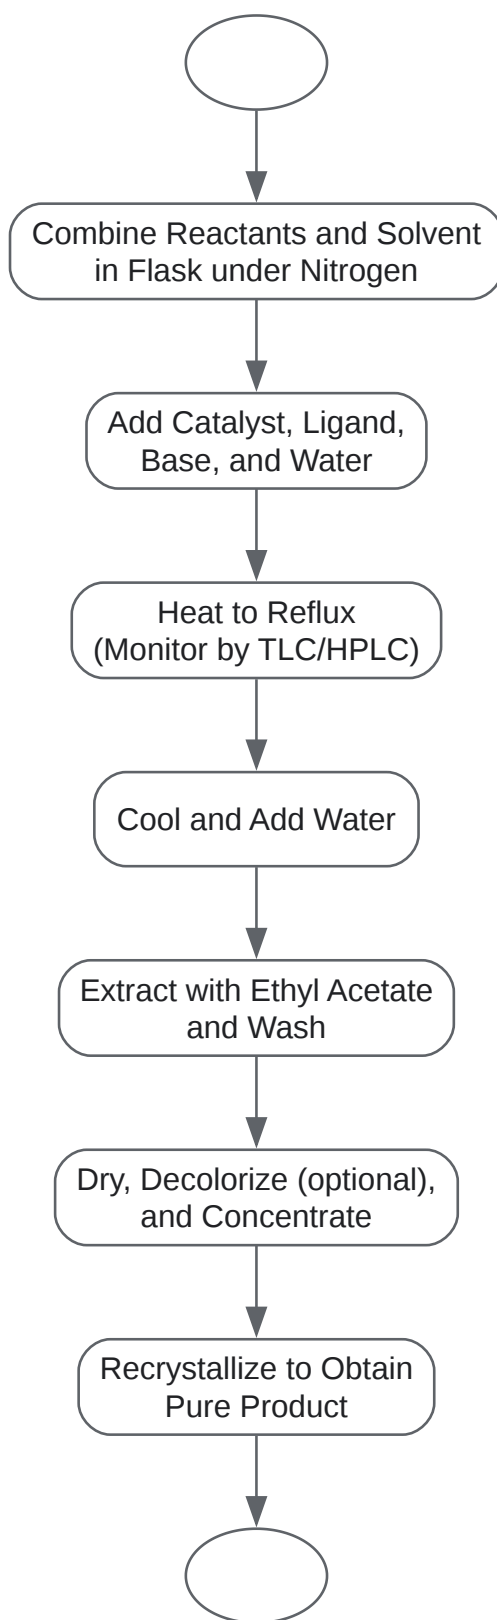 Combine Reactants and Solvent
in Flask under Nitrogen
Add Catalyst, Ligand,
Base, and Water
Heat to Reflux
(Monitor by TLC/HPLC)
Cool and Add Water
Extract with Ethyl Acetate
and Wash
Dry, Decolorize (optional),
and Concentrate
Recrystallize to Obtain
Pure Product